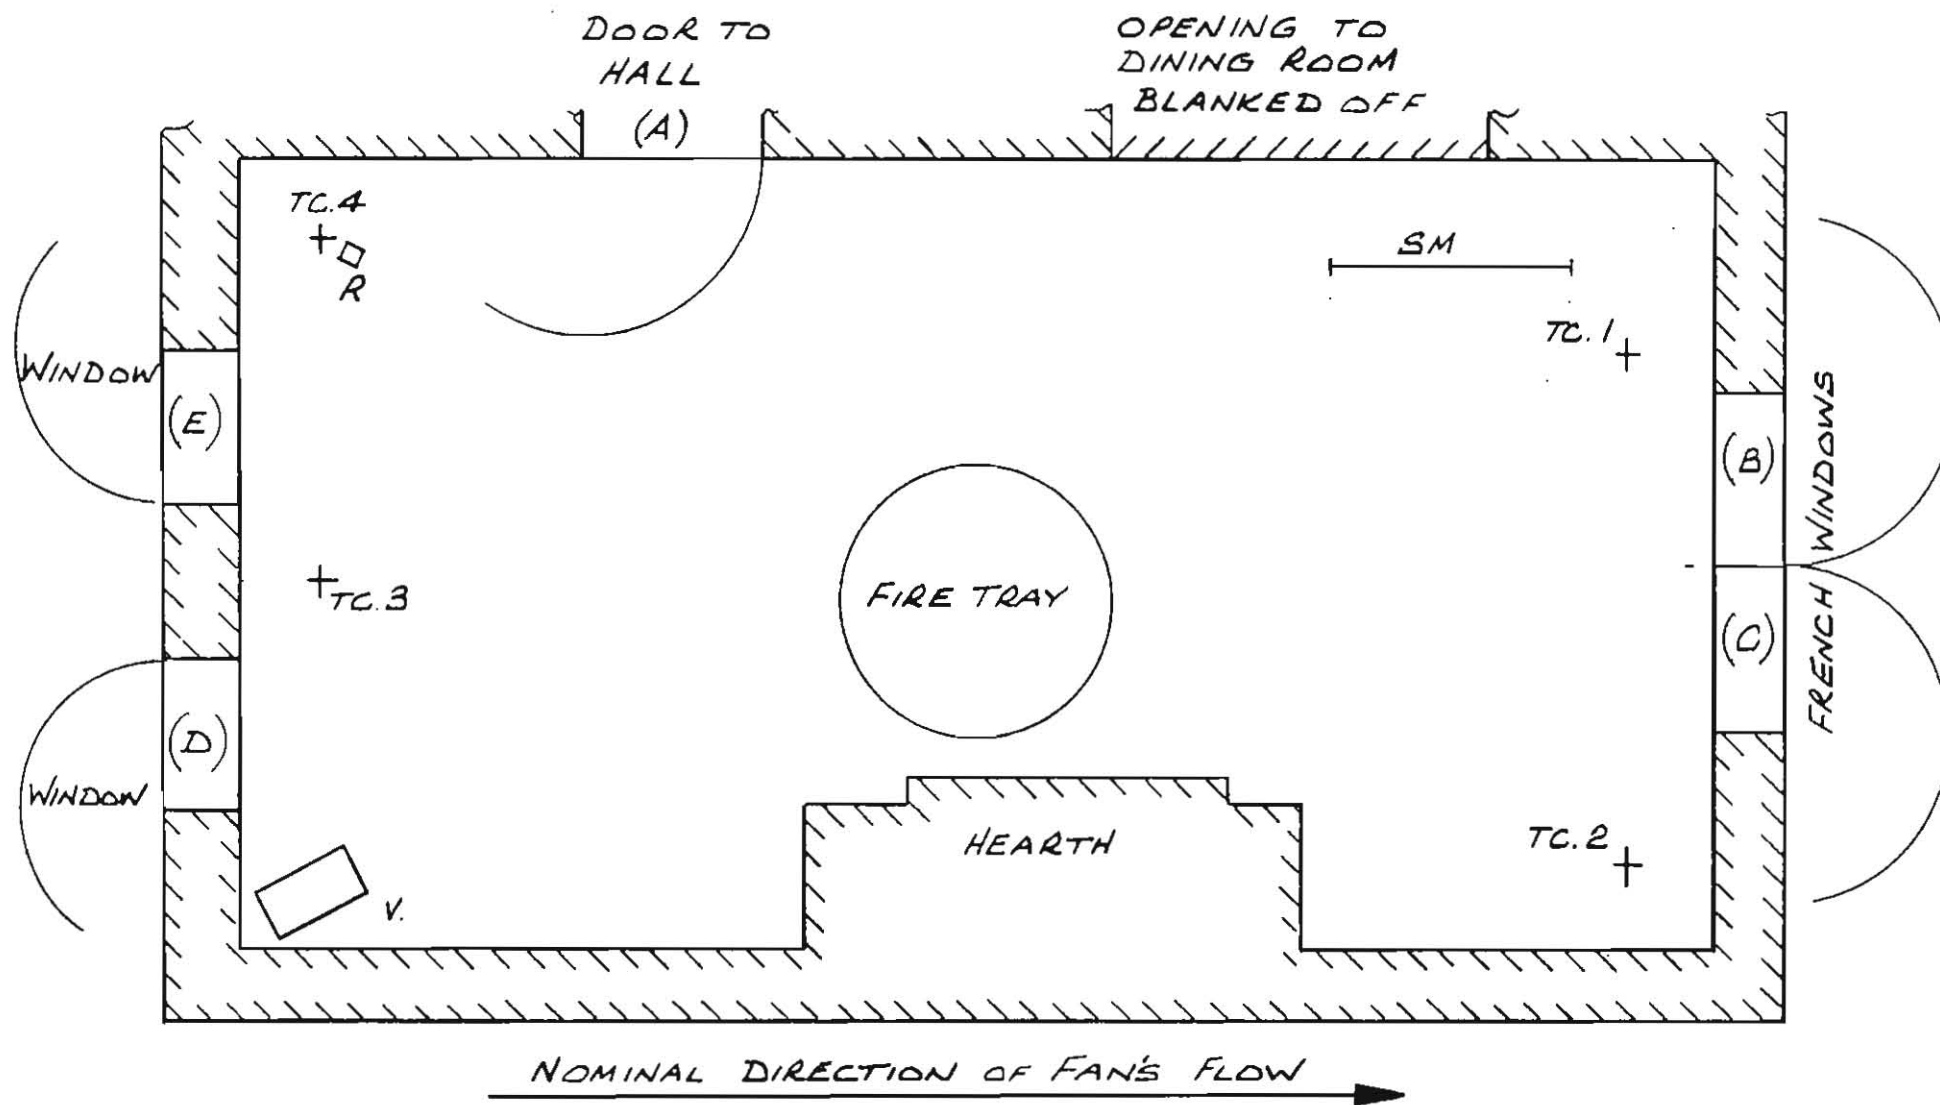 DOOR TO
HALL
(A)
OPENING TO
DINING ROOM
BLANKED OFF
TC.4
R
SM
TC.1
WINDOW
(E)
(B)
FRENCH WINDOWS
FIRE TRAY
TC.3
(C)
(D)
WINDOW
HEARTH
TC.2
V.
NOMINAL DIRECTION OF FAN'S FLOW